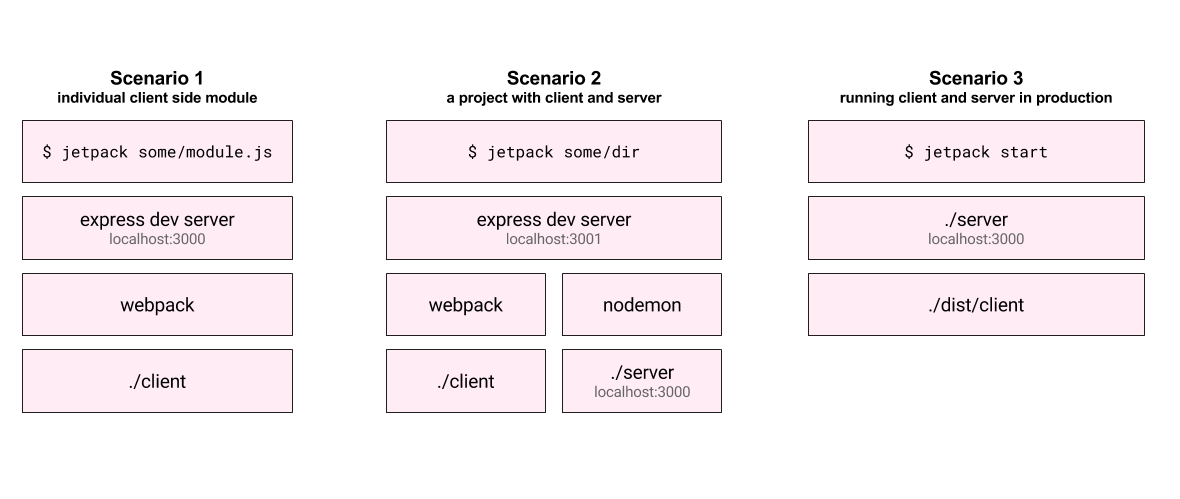 Scenario 1
individual client side module
$ jetpack some/module.js
express dev server
localhost:3000
webpack
./client
Scenario 2
a project with client and server
$ jetpack some/dir
express dev server
localhost:3001
webpack
nodemon
./client
./server
localhost:3000
Scenario 3
running client and server in production
$ jetpack start
./server
localhost:3000
./dist/client